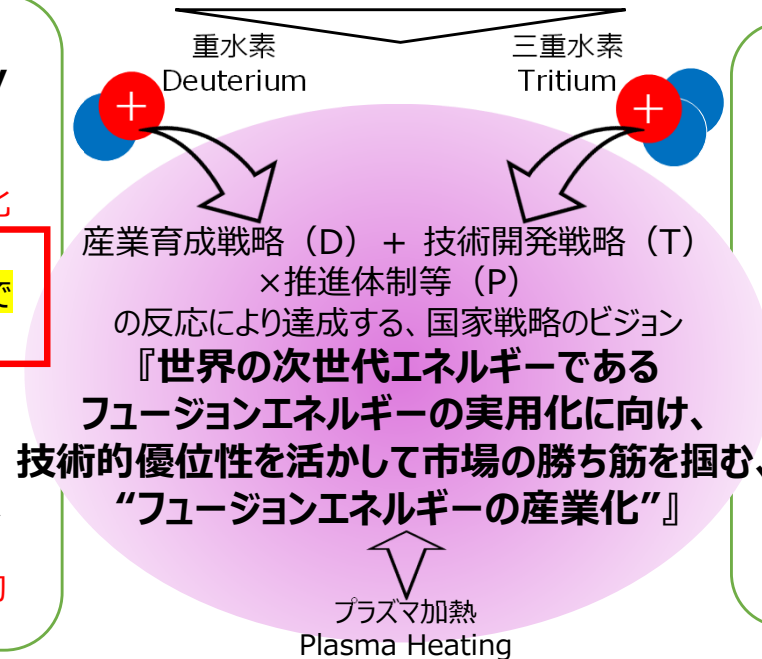 重水素
Deuterium
三重水素
Tritium
+
+
産業育成戦略（D）+ 技術開発戦略（T）
×推進体制等（P）
の反応により達成する、国家戦略のビジョン
『世界の次世代エネルギーである
フュージョンエネルギーの実用化に向け、
技術的優位性を活かして市場の勝ち筋を掴む、
“フュージョンエネルギーの産業化”』
プラズマ加熱
Plasma Heating
で